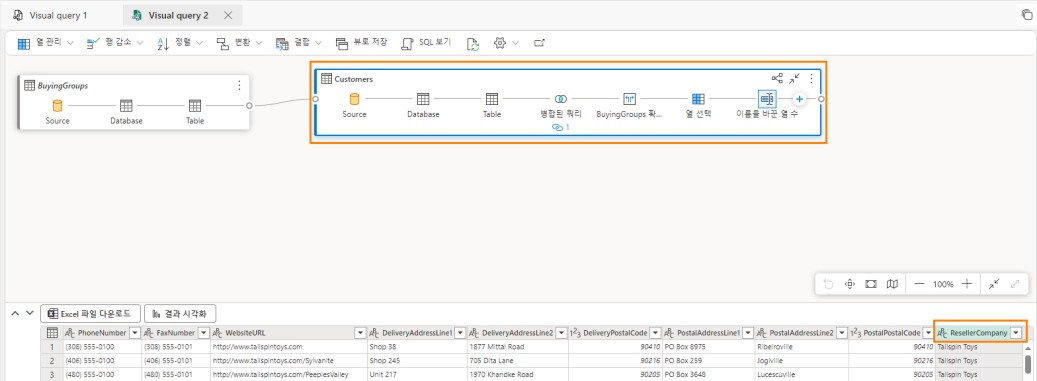 Visual query 1
Visual query 2
열 관리
행 감소
정렬
변환
결합
뷰로 저장
SQL 보기
BuyingGroups
Source
Database
Table
Customers
Source
Database
Table
병합된 쿼리
1
BuyingGroups 확...
열 선택
이름을 바꾼 열 수
100%
Excel 파일 다운로드
결과 시각화
PhoneNumber FaxNumber WebsiteURL DeliveryAddressLine1 DeliveryAddressLine2 DeliveryPostalCode PostalAddressLine1 PostalAddressLine2 PostalPostalCode ResellerCompany
1 (308) 555-0100 (308) 555-0101 http://www.tailspintoys.com Shop 38 1877 Mittal Road 90410 PO Box 8975 Ribeiroville 90410 Tailspin Toys
2 (406) 555-0100 (406) 555-0101 http://www.tailspintoys.com/Sylvanite Shop 245 705 Dita Lane 90216 PO Box 259 Jogiville 90216 Tailspin Toys
3 (480) 555-0100 (480) 555-0101 http://www.tailspintoys.com/PeeplesValley Unit 217 1970 Khandke Road 90205 PO Box 3648 Lucescuville 90205 Tailspin Toys